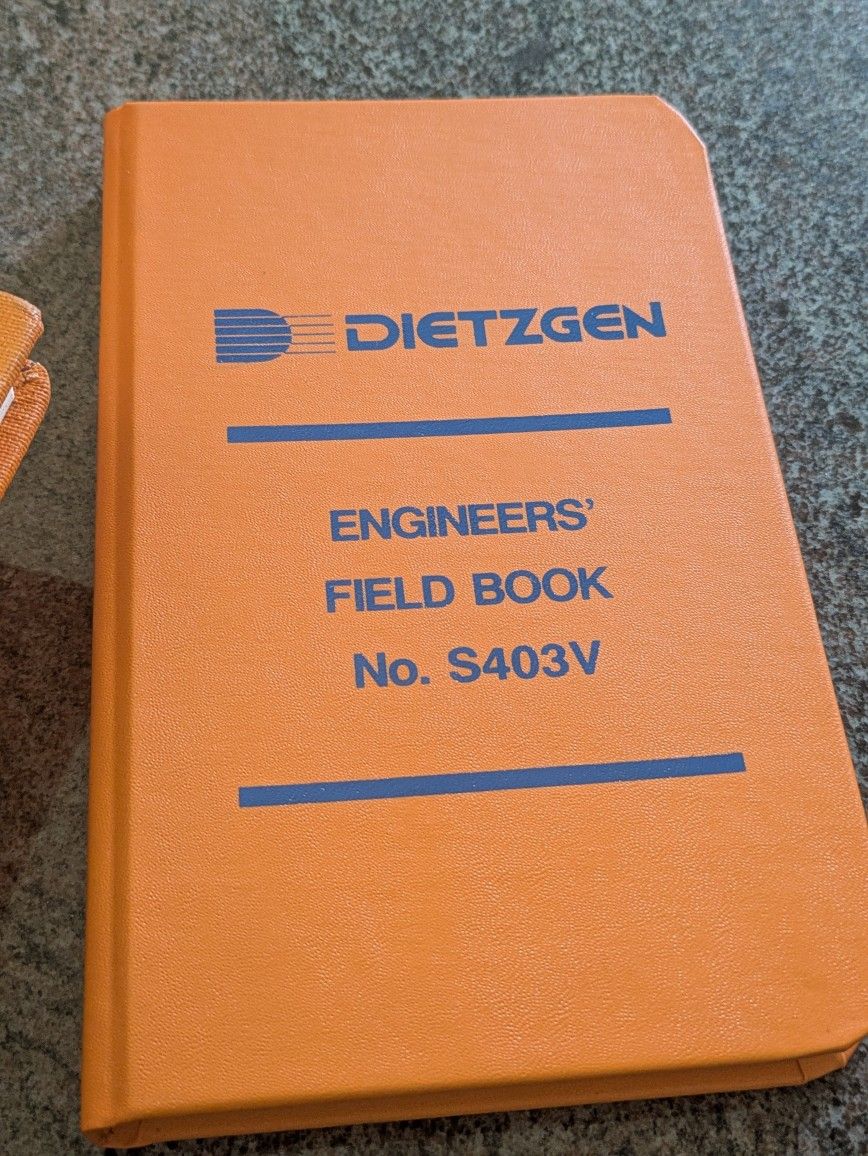 DIETZGEN
ENGINEERS'
FIELD BOOK
No. S403V